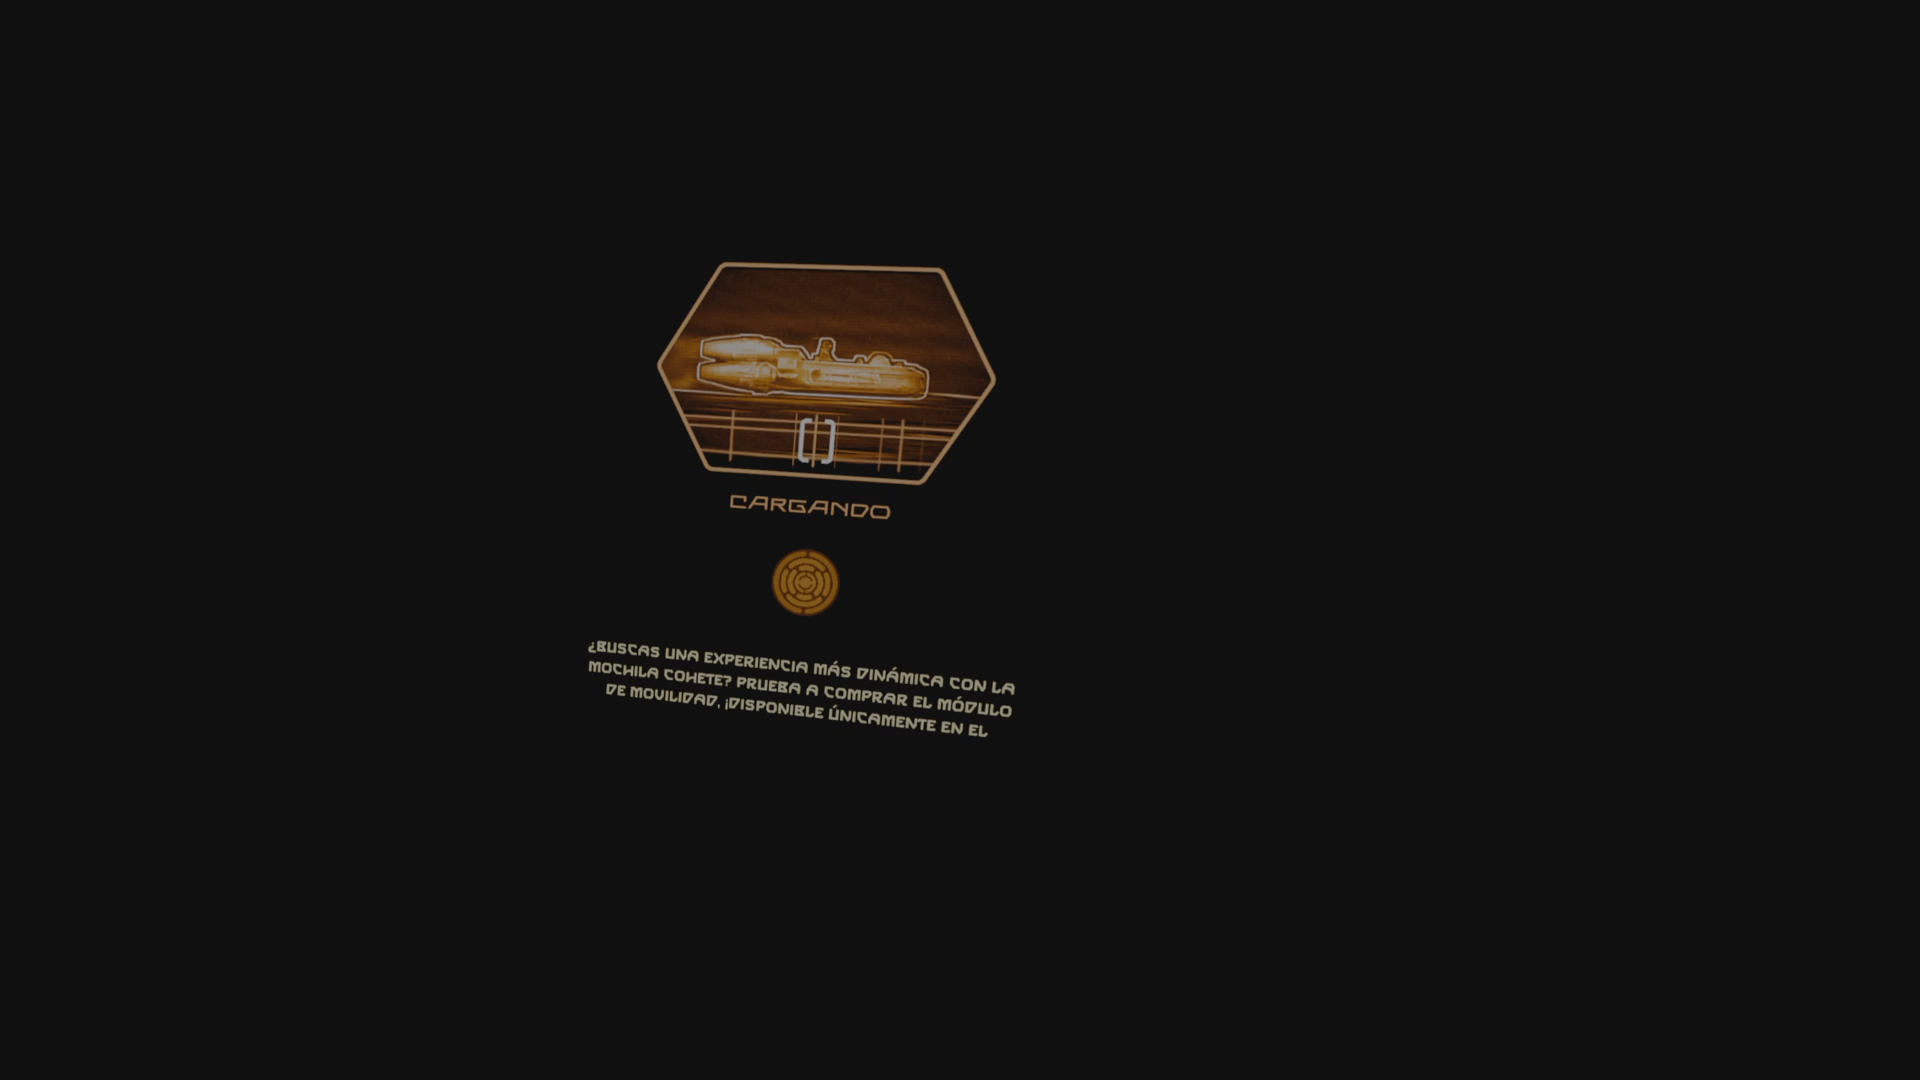 CARGANDO
¿BUSCAS UNA EXPERIENCIA MÁS DINÁMICA CON LA
MOCHILA COHETE? PRUEBA A COMPRAR EL MÓDULO
DE MOVILIDAD, ¡DISPONIBLE ÚNICAMENTE EN EL